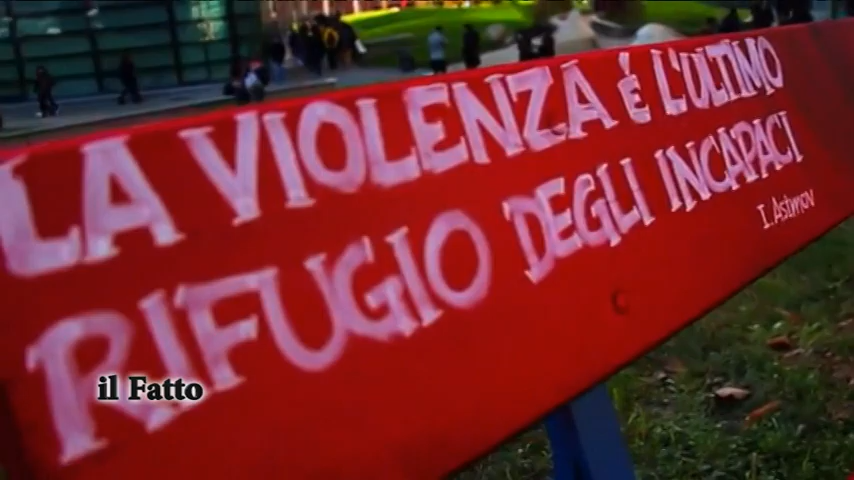 LA VIOLENZA É L'ULTIMO
RIFUGIO DEGLI INCAPACI
I. Asimov
il Fatto